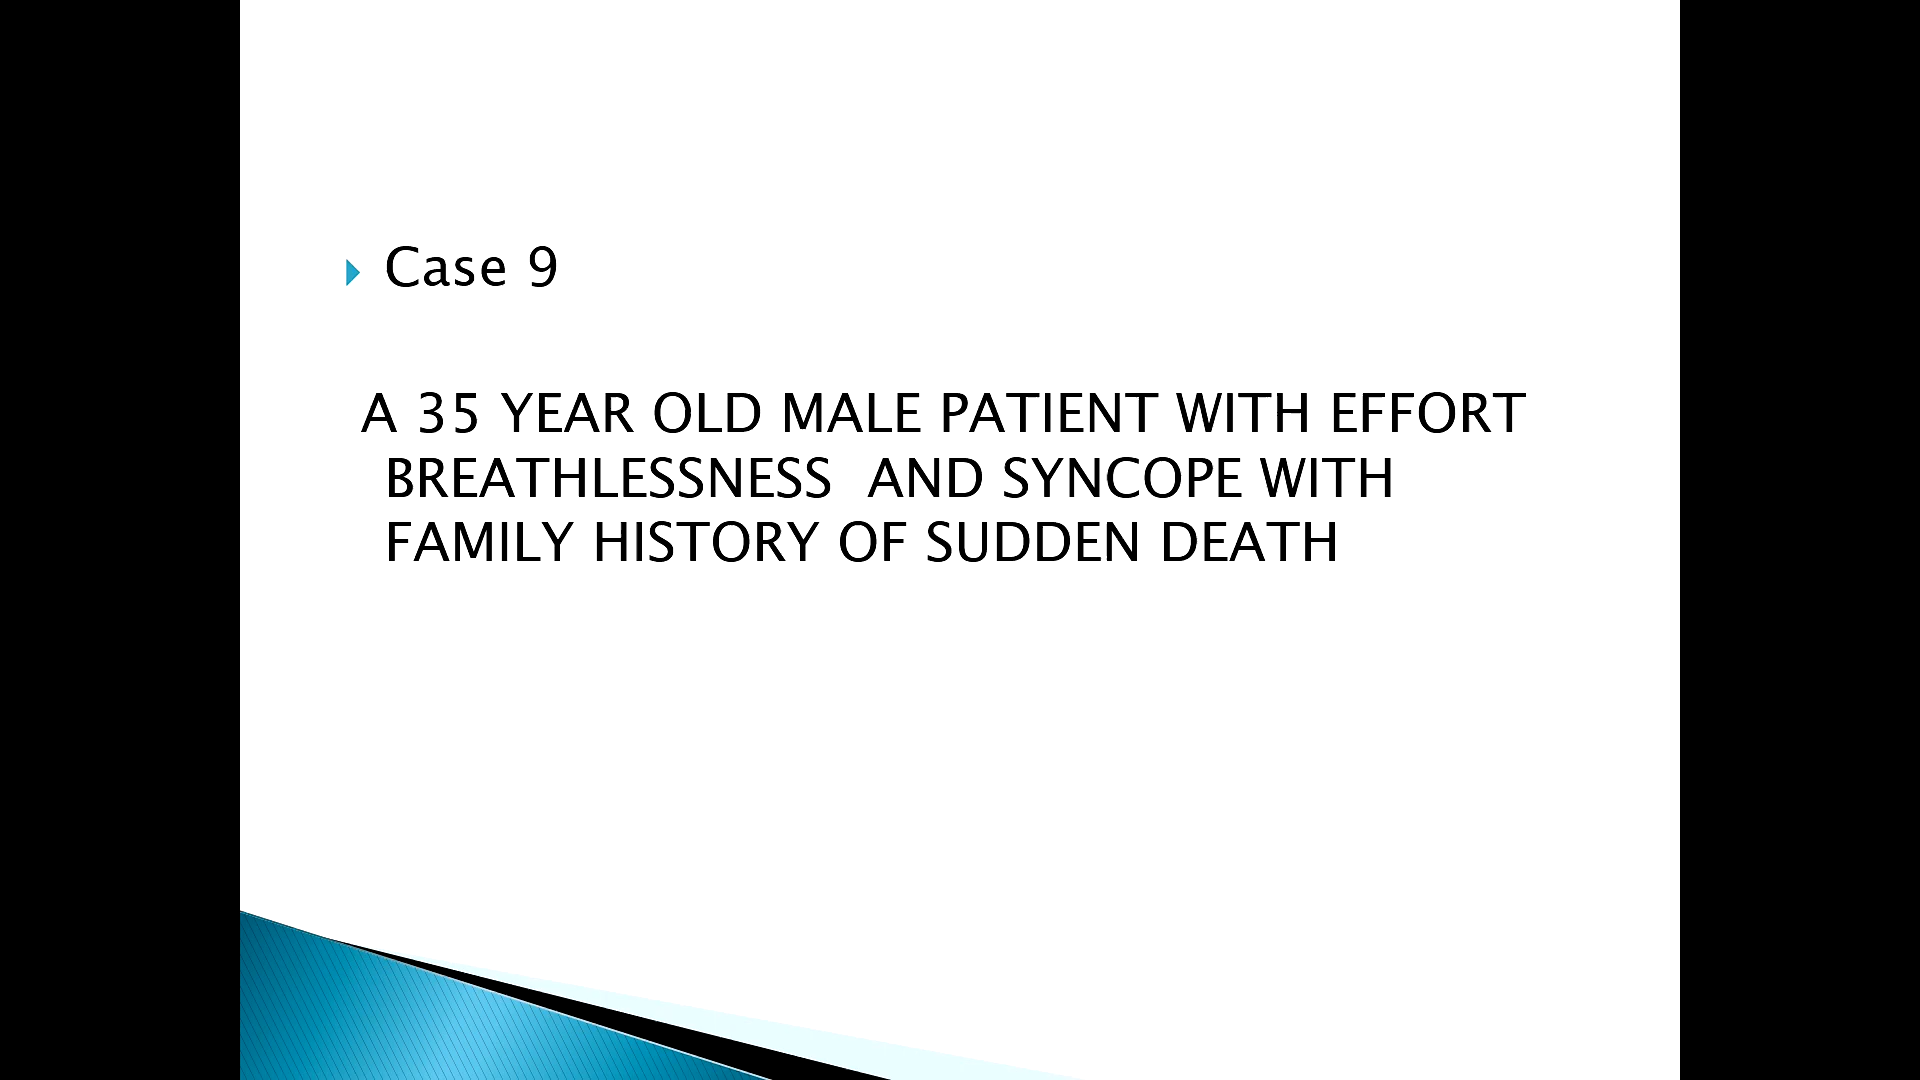 Case 9
A 35 YEAR OLD MALE PATIENT WITH EFFORT
BREATHLESSNESS  AND SYNCOPE WITH
FAMILY HISTORY OF SUDDEN DEATH